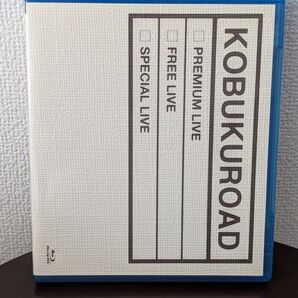 KOBUKUROAD
□ PREMIUM LIVE
□ FREE LIVE
□ SPECIAL LIVE